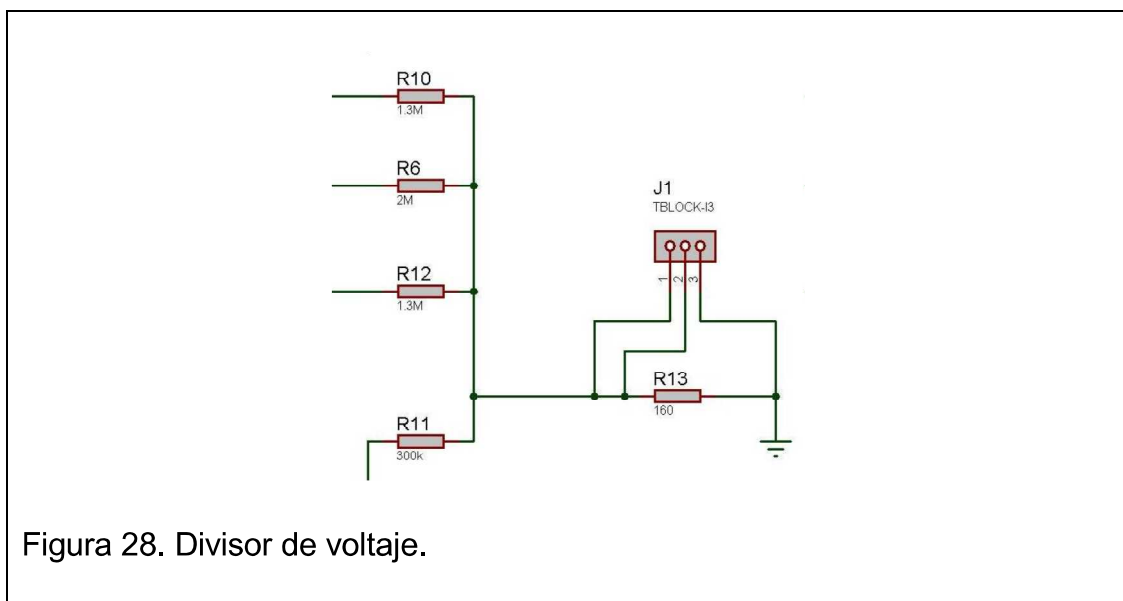 R10
1.3M
R6
2M
J1
TBLOCK-I3
R12
1.3M
1
2
3
R13
160
R11
300k
Figura 28. Divisor de voltaje.